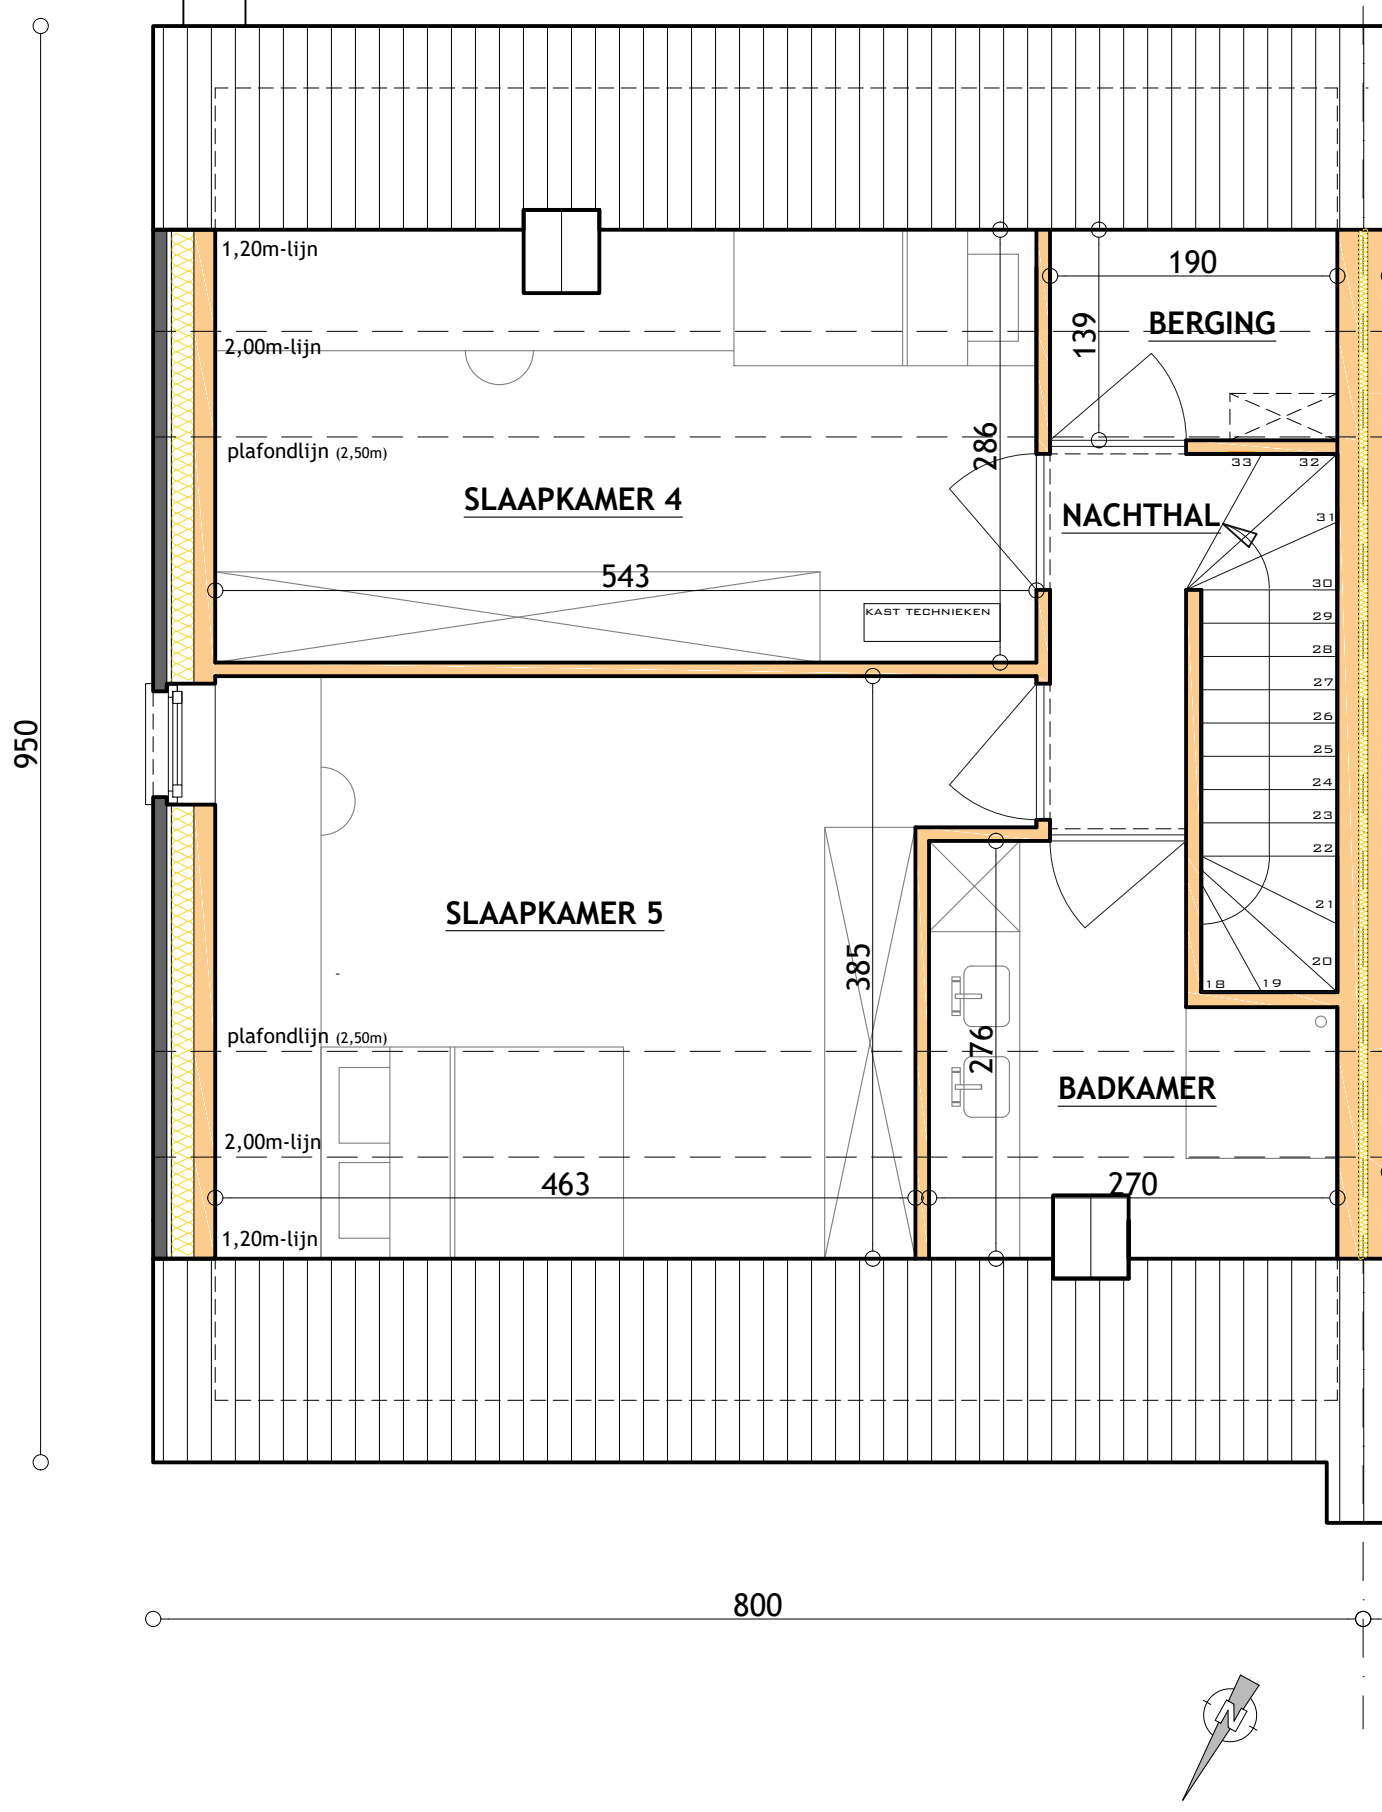 1,20m-lijn
190
139
BERGING
2,00m-lijn
286
plafondlijn (2,50m)
33
32
SLAAPKAMER 4
NACHTHAL
31
543
30
KAST TECHNIEKEN
29
28
27
26
950
25
24
23
22
SLAAPKAMER 5
21
385
20
18
19
plafondlijn (2,50m)
276
BADKAMER
2,00m-lijn
463
270
1,20m-lijn
800
N